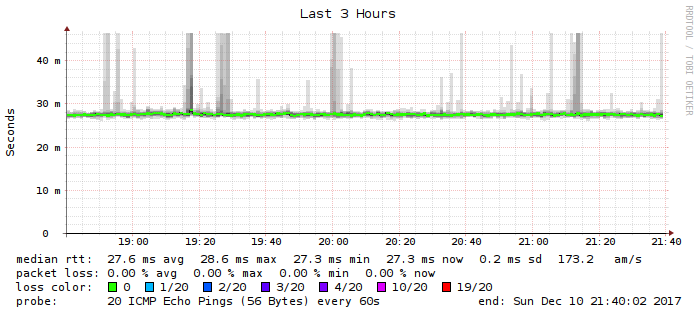 Last 3 Hours
RRDTOOL / TOBI OETIKER
Seconds
40 m
30 m
20 m
10 m
0
19:00 19:20 19:40 20:00 20:20 20:40 21:00 21:20 21:40
median rtt: 27.6 ms avg 28.6 ms max 27.3 ms min 27.3 ms now 0.2 ms sd 173.2 am/s
packet loss: 0.00 % avg 0.00 % max 0.00 % min 0.00 % now
loss color: 0 1/20 2/20 3/20 4/20 10/20 19/20
probe: 20 ICMP Echo Pings (56 Bytes) every 60s end: Sun Dec 10 21:40:02 2017